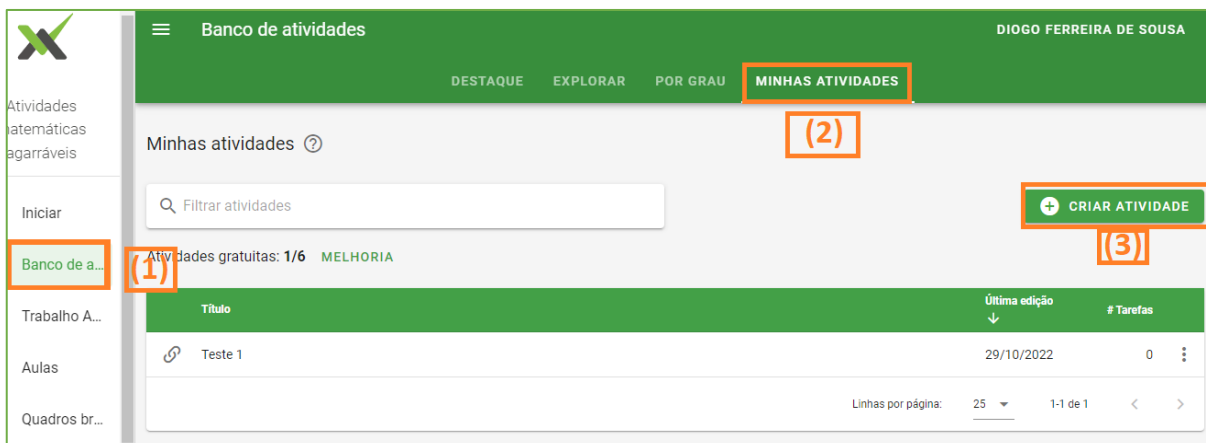 Banco de atividades
DIOGO FERREIRA DE SOUSA
DESTAQUE EXPLORAR POR GRAU MINHAS ATIVIDADES
(2)
Atividades
atemáticas
agarráveis
Iniciar
Banco de a...
(1)
Trabalho A...
Aulas
Quadros br...
Minhas atividades
Filtrar atividades
CRIAR ATIVIDADE
(3)
Atividades gratuitas: 1/6 MELHORIA
Título Última edição # Tarefas
Teste 1 29/10/2022 0
Linhas por página: 25 1-1 de 1